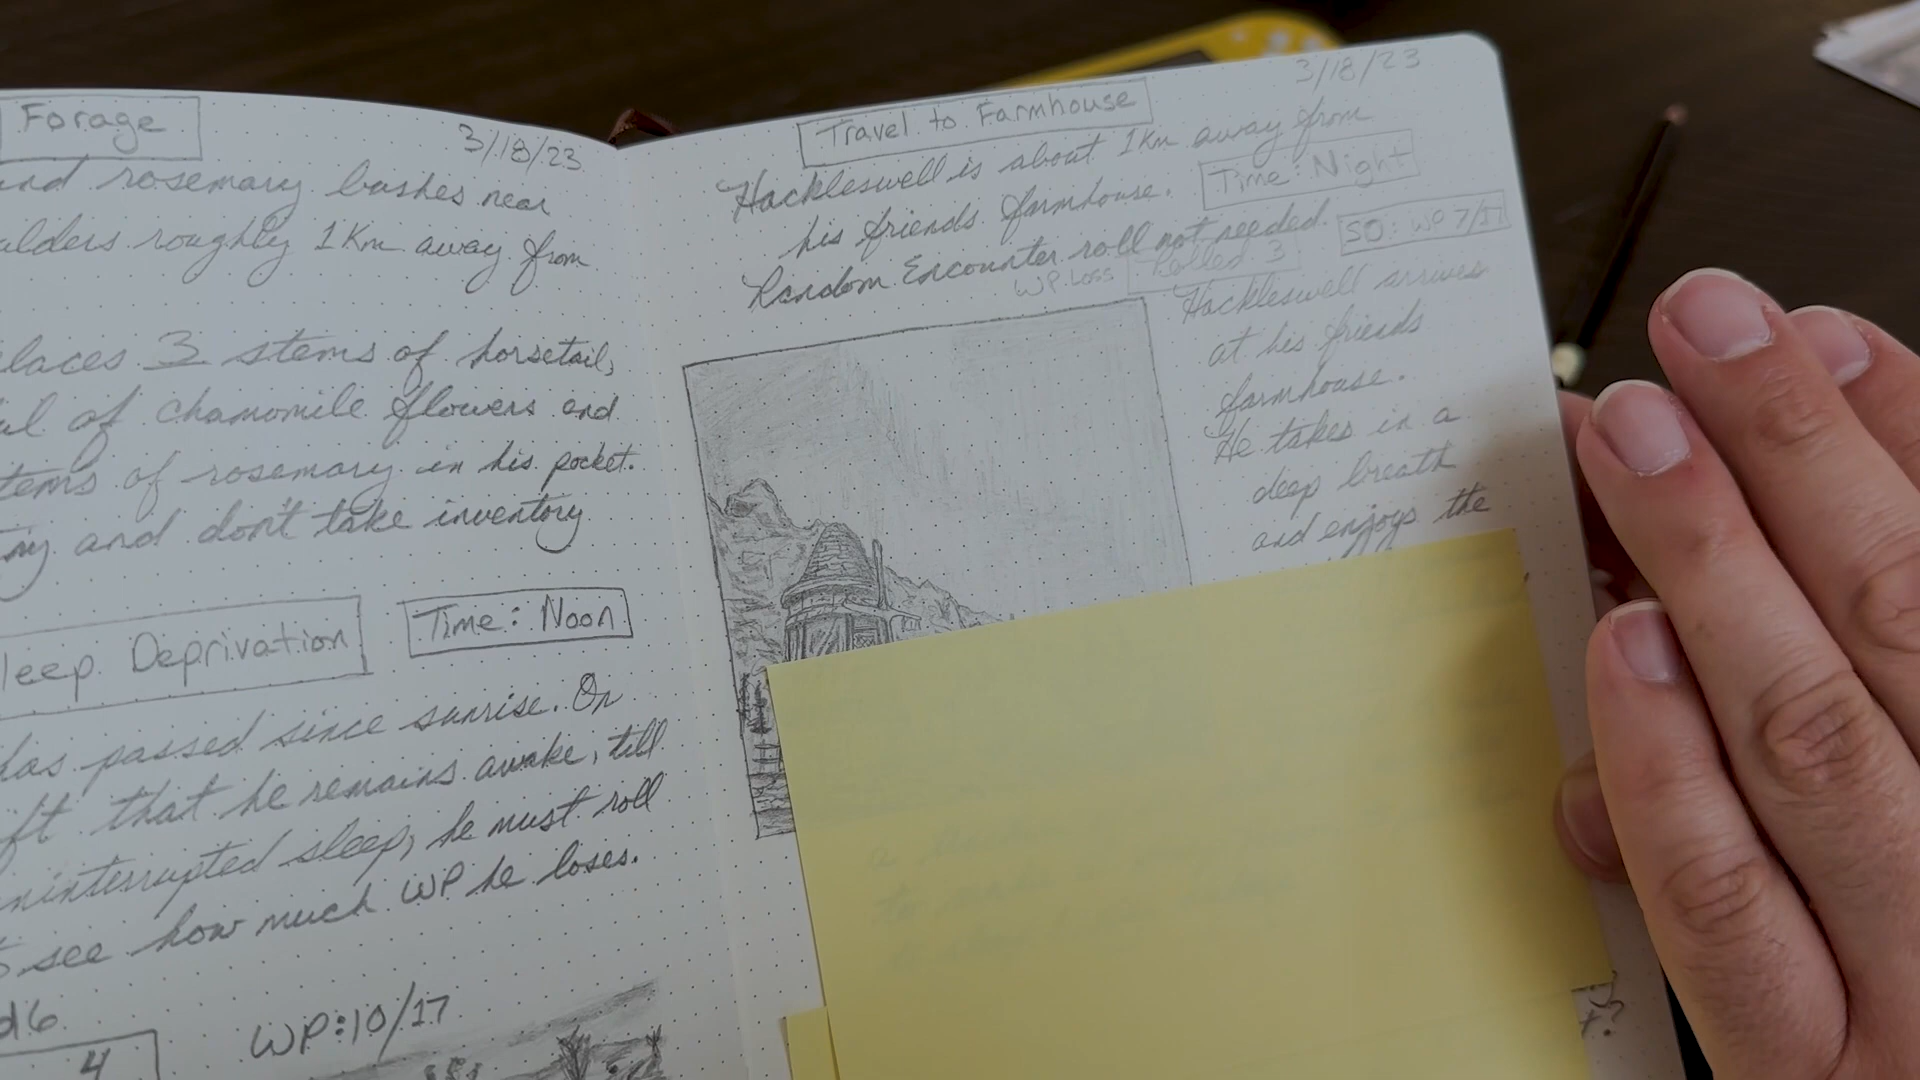 Forage
3/18/23
and rosemary bushes near
roughly 1Km away from
3 stems of horsetail,
of chamomile flowers and
of rosemary in his pocket.
and don't take inventory
Deprivation
Time: Noon
has passed since sunrise. On
that he remains awake, till
uninterrupted sleep, he must roll
see how much WP he loses.
d6
4
WP:10/17
3/18/23
Travel to Farmhouse
Hackleswell is about 1Km away from
his friends farmhouse.
Time: Night
Random Encounter roll not needed.
SD: WP 7/17
WP Loss
Rolled 3
Hackleswell arrives
at his friends
farmhouse.
He takes in a
deep breath
and enjoys the